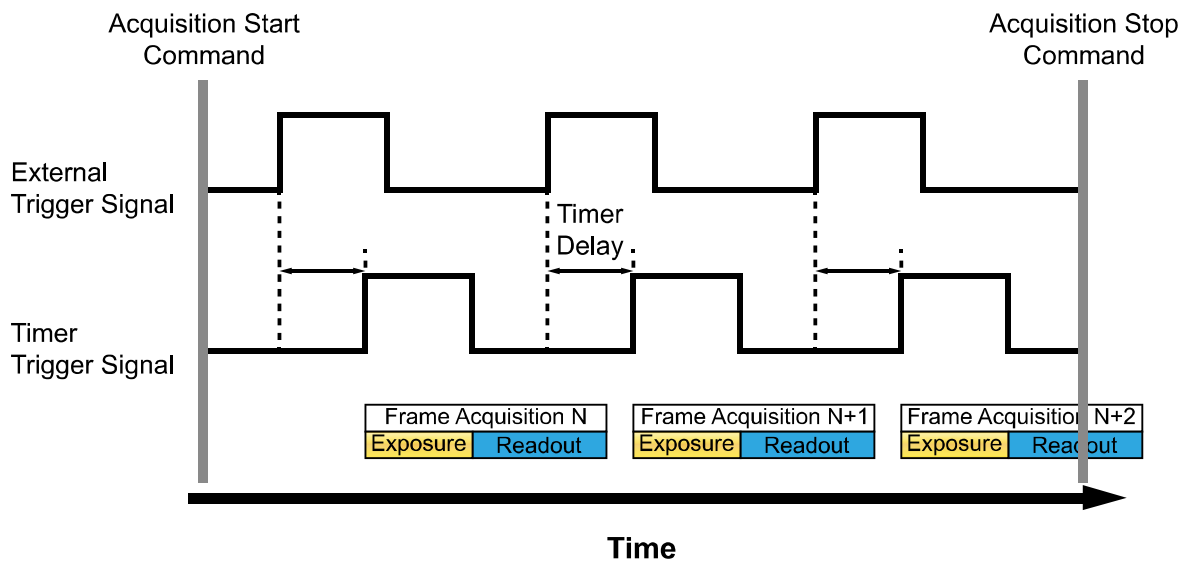 Acquisition Start
Command
Acquisition Stop
Command
External
Trigger Signal
Timer
Delay
Timer
Trigger Signal
Frame Acquisition N
Frame Acquisition N+1
Frame Acquisition N+2
Exposure
Readout
Exposure
Readout
Exposure
Readout
Time